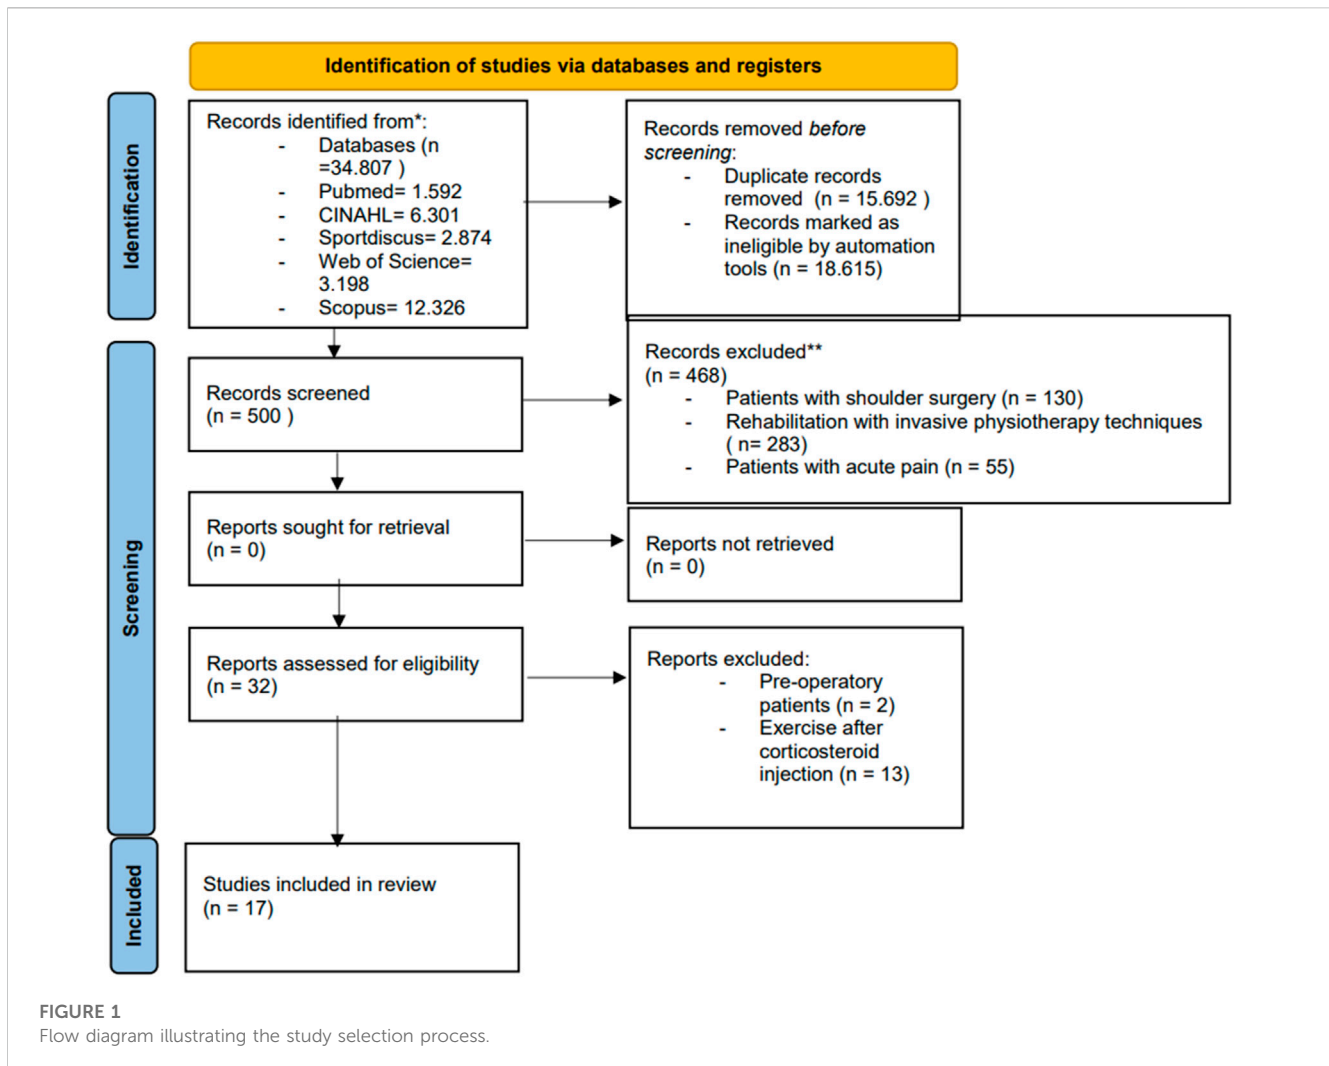 Identification of studies via databases and registers
Identification
Records identified from*:
- Databases (n
=34.807 )
- Pubmed= 1.592
- CINAHL= 6.301
- Sportdiscus= 2.874
- Web of Science=
3.198
- Scopus= 12.326
Records removed before
screening:
- Duplicate records
removed (n = 15.692 )
- Records marked as
ineligible by automation
tools (n = 18.615)
Screening
Records screened
(n = 500 )
Records excluded**
(n = 468)
- Patients with shoulder surgery (n = 130)
- Rehabilitation with invasive physiotherapy techniques
( n= 283)
- Patients with acute pain (n = 55)
Reports sought for retrieval
(n = 0)
Reports not retrieved
(n = 0)
Reports assessed for eligibility
(n = 32)
Reports excluded:
- Pre-operatory
patients (n = 2)
- Exercise after
corticosteroid
injection (n = 13)
Included
Studies included in review
(n = 17)
FIGURE 1
Flow diagram illustrating the study selection process.